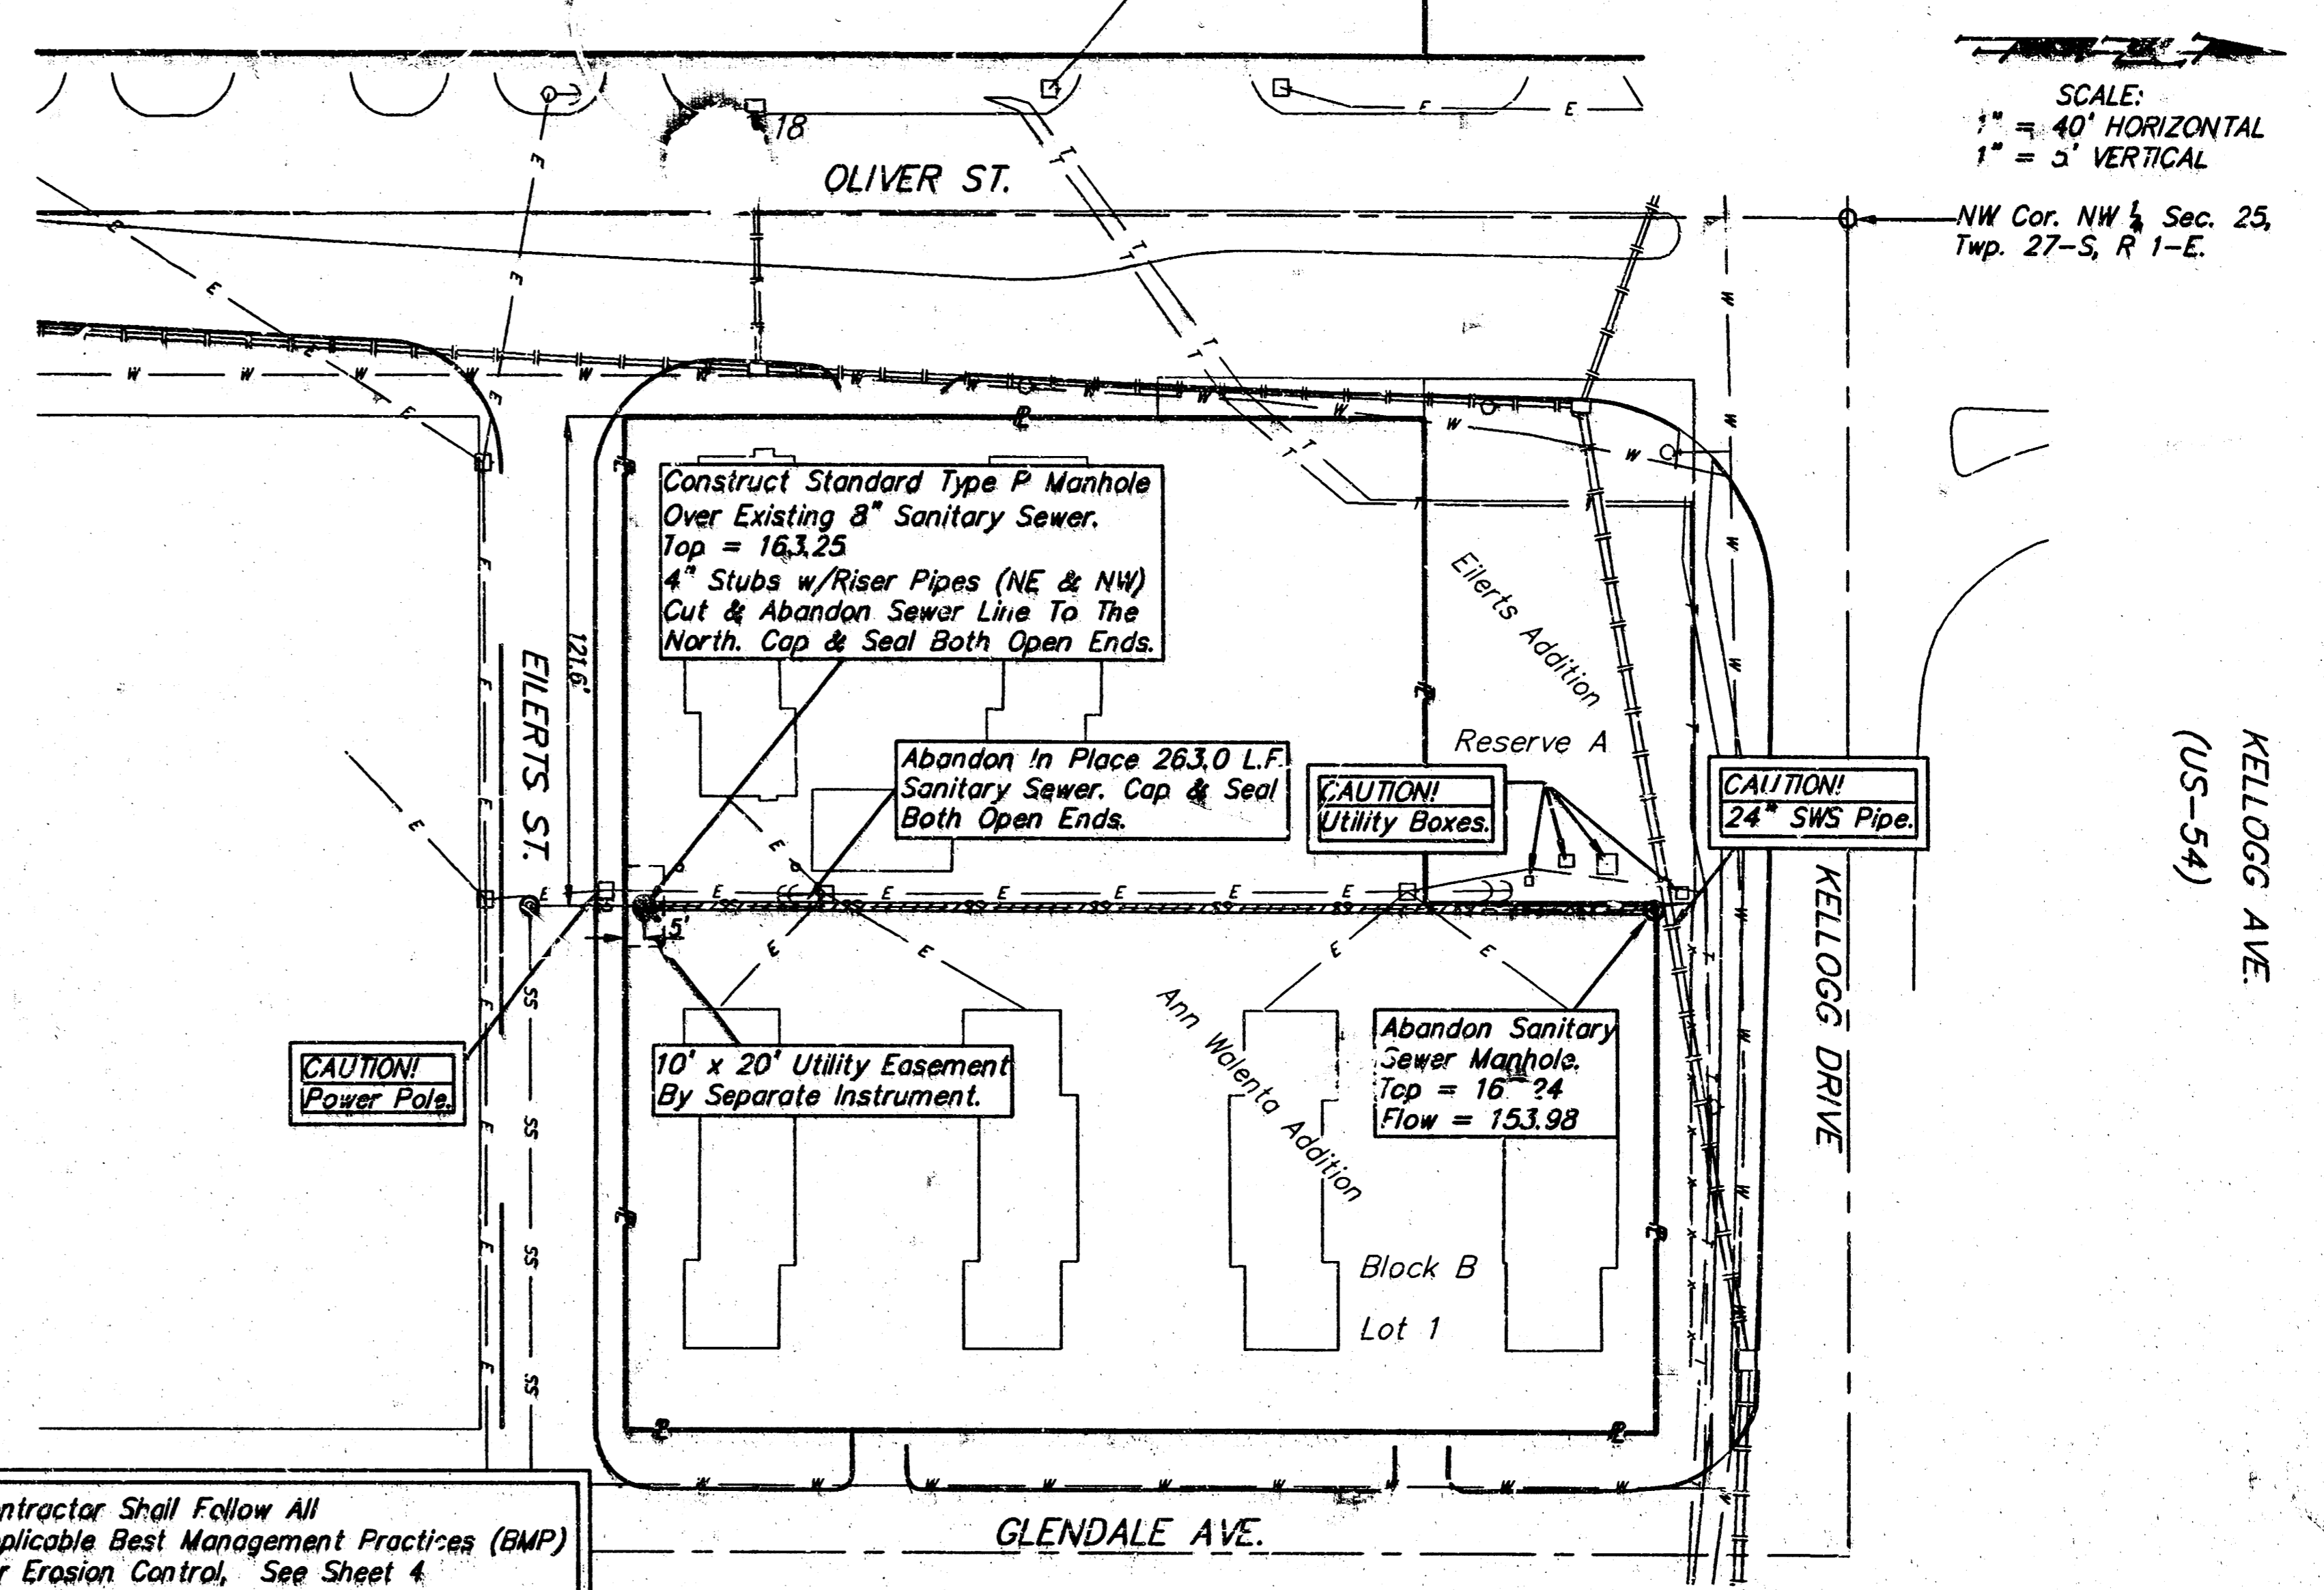 18
OLIVER ST.
SCALE:
1" = 40' HORIZONTAL
1" = 5' VERTICAL
NW Cor. NW ¼ Sec. 25,
Twp. 27-S, R 1-E.
Construct Standard Type P Manhole
Over Existing 8" Sanitary Sewer.
Top = 163.25
4" Stubs w/Riser Pipes (NE & NW)
Cut & Abandon Sewer Line To The
North. Cap & Seal Both Open Ends.
121.6'
EILERTS ST.
Abandon In Place 263.0 L.F.
Sanitary Sewer. Cap & Seal
Both Open Ends.
Eilerts Addition
Reserve A
CAUTION!
Utility Boxes.
CAUTION!
24" SWS Pipe.
KELLOGG AVE.
(US-54)
KELLOGG DRIVE
5'
CAUTION!
Power Pole.
10' x 20' Utility Easement
By Separate Instrument.
Ann Walenta Addition
Abandon Sanitary
Sewer Manhole.
Top =
Flow = 153.98
Block B
Lot 1
GLENDALE AVE.
ntractor Shall Follow All
plicable Best Management Practices (BMP)
r Erosion Control, See Sheet 4